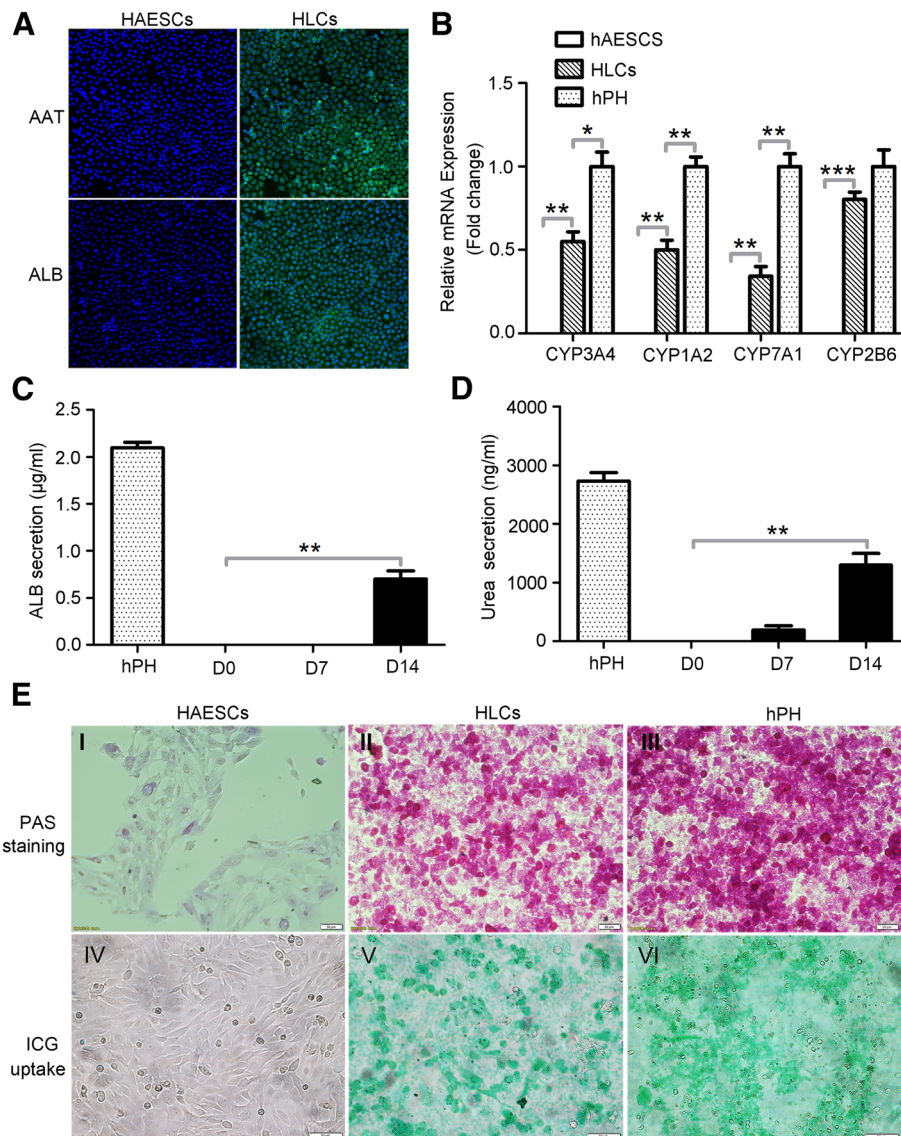 A
HAESCs
HLCs
AAT
ALB
B
hAESCS
HLCs
hPH
Relative mRNA Expression
(Fold change)
1.0
0.5
0.0
*
**
**
**
**
**
***
CYP3A4
CYP1A2
CYP7A1
CYP2B6
C
ALB secretion (μg/ml)
2.5
2.0
1.5
1.0
0.5
0.0
**
hPH
D0
D7
D14
D
Urea secretion (ng/ml)
4000
3000
2000
1000
0
**
hPH
D0
D7
D14
E
HAESCs
HLCs
hPH
PAS
staining
I
II
III
ICG
uptake
IV
V
VI